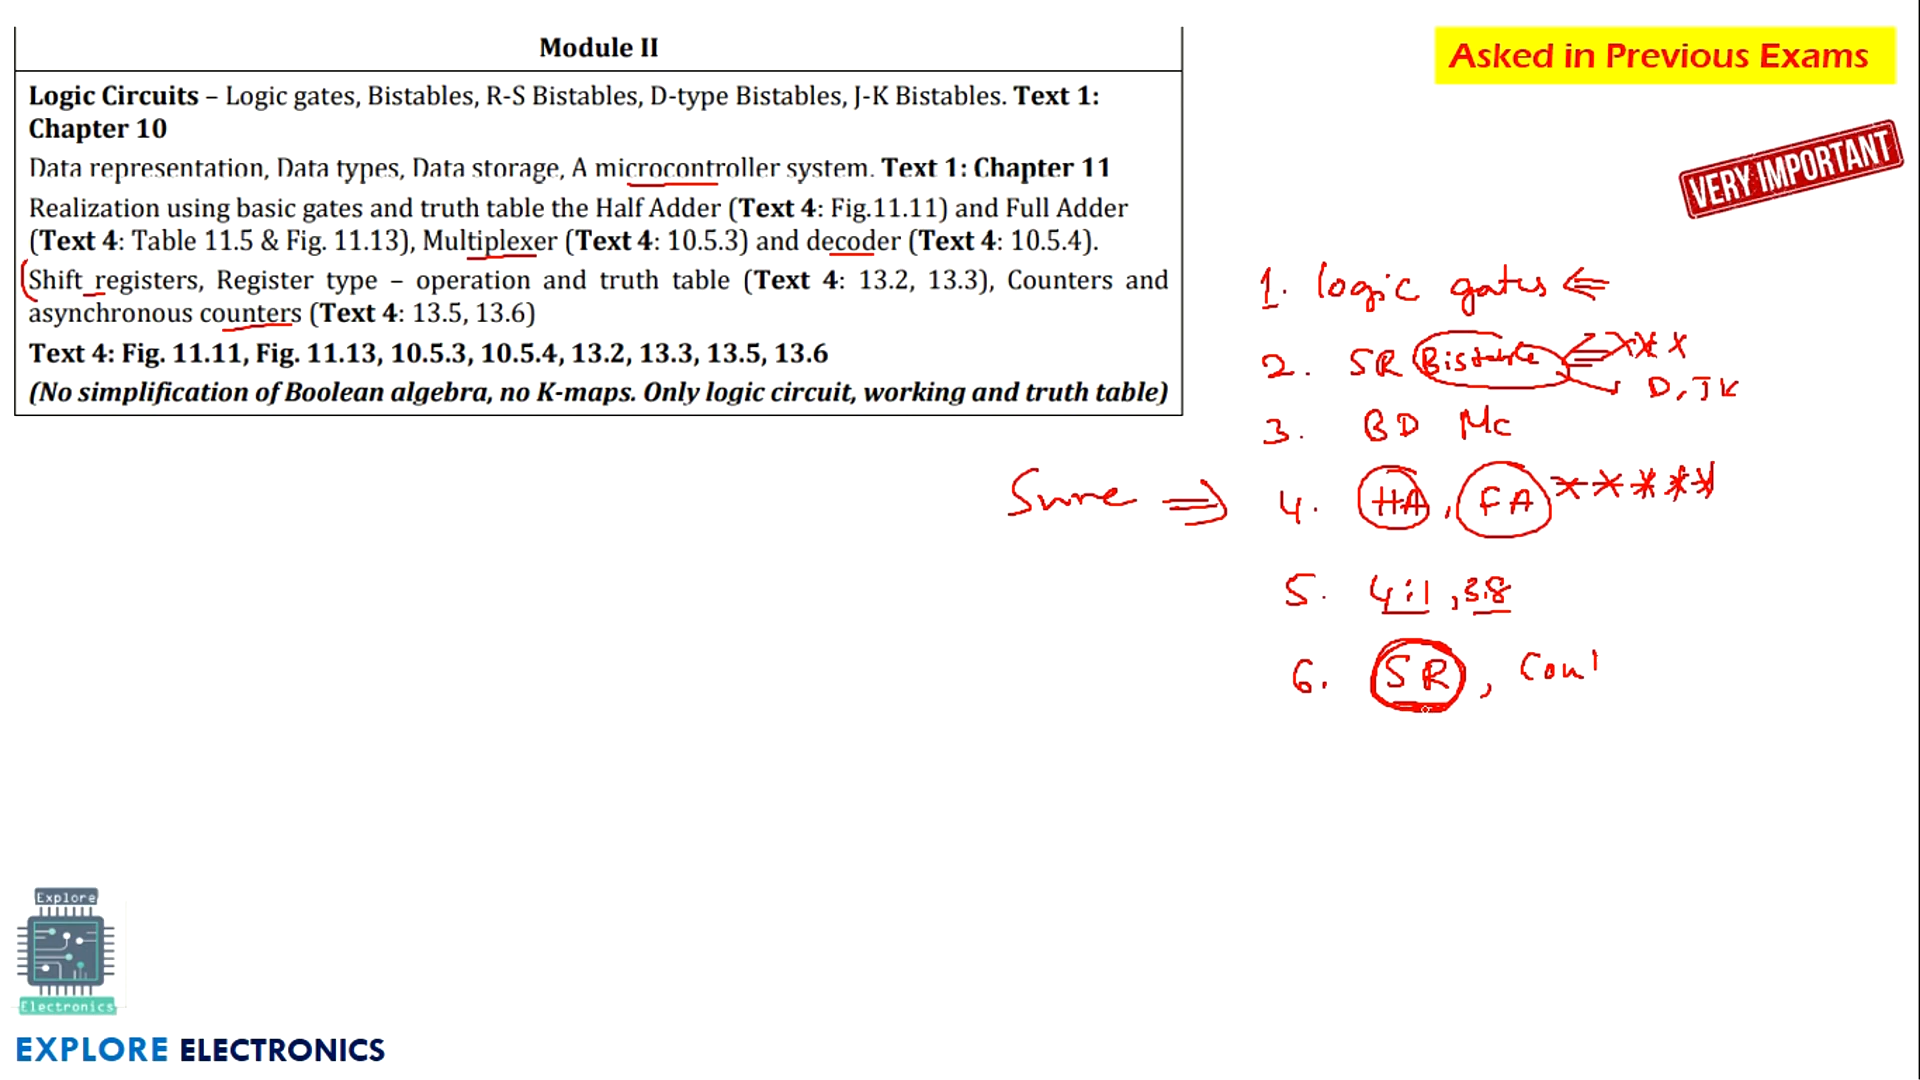 Module II
Logic Circuits – Logic gates, Bistables, R-S Bistables, D-type Bistables, J-K Bistables. Text 1:
Chapter 10
Data representation, Data types, Data storage, A microcontroller system. Text 1: Chapter 11
Realization using basic gates and truth table the Half Adder (Text 4: Fig.11.11) and Full Adder
(Text 4: Table 11.5 & Fig. 11.13), Multiplexer (Text 4: 10.5.3) and decoder (Text 4: 10.5.4).
Shift registers, Register type – operation and truth table (Text 4: 13.2, 13.3), Counters and
asynchronous counters (Text 4: 13.5, 13.6)
Text 4: Fig. 11.11, Fig. 11.13, 10.5.3, 10.5.4, 13.2, 13.3, 13.5, 13.6
(No simplification of Boolean algebra, no K-maps. Only logic circuit, working and truth table)
Asked in Previous Exams
VERY IMPORTANT
1. logic gates
2. SR Bistable
D, JK
3. BD Mc
Sure ⇒ 4. HA, FA *****
5. 4:1, 3:8
6. SR, Con
Explore
Electronics
EXPLORE ELECTRONICS